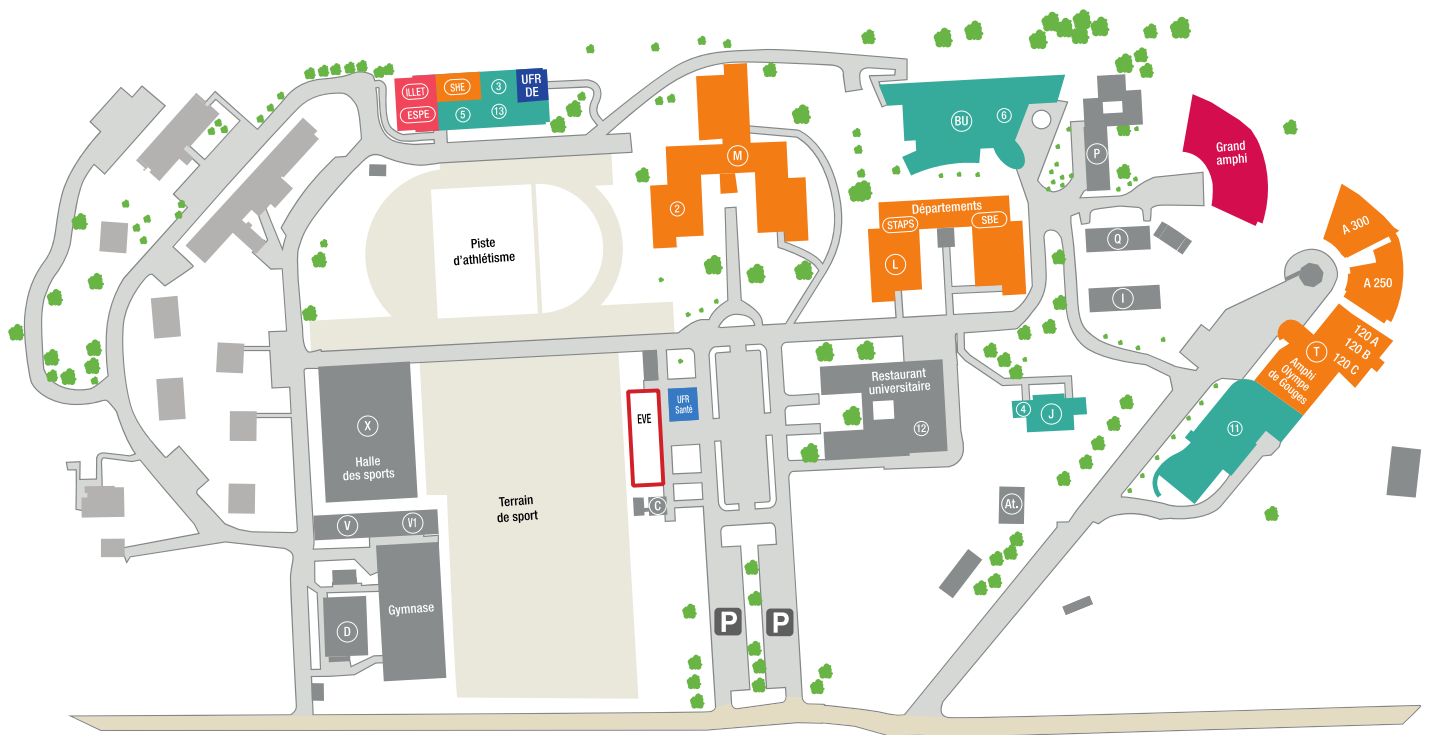 ILLET
SHE
3
UFR
DE
ESPE
5
13
M
2
BU
6
P
Grand
amphi
Départements
STAPS
SBE
L
Q
I
A 300
A 250
Piste
d'athlétisme
120 A
120 B
120 C
T
Amphi
Olympe
de Gouges
Restaurant
universitaire
12
UFR
Santé
EVE
4
J
11
X
Halle
des sports
Terrain
de sport
C
At.
V
V1
Gymnase
D
P
P